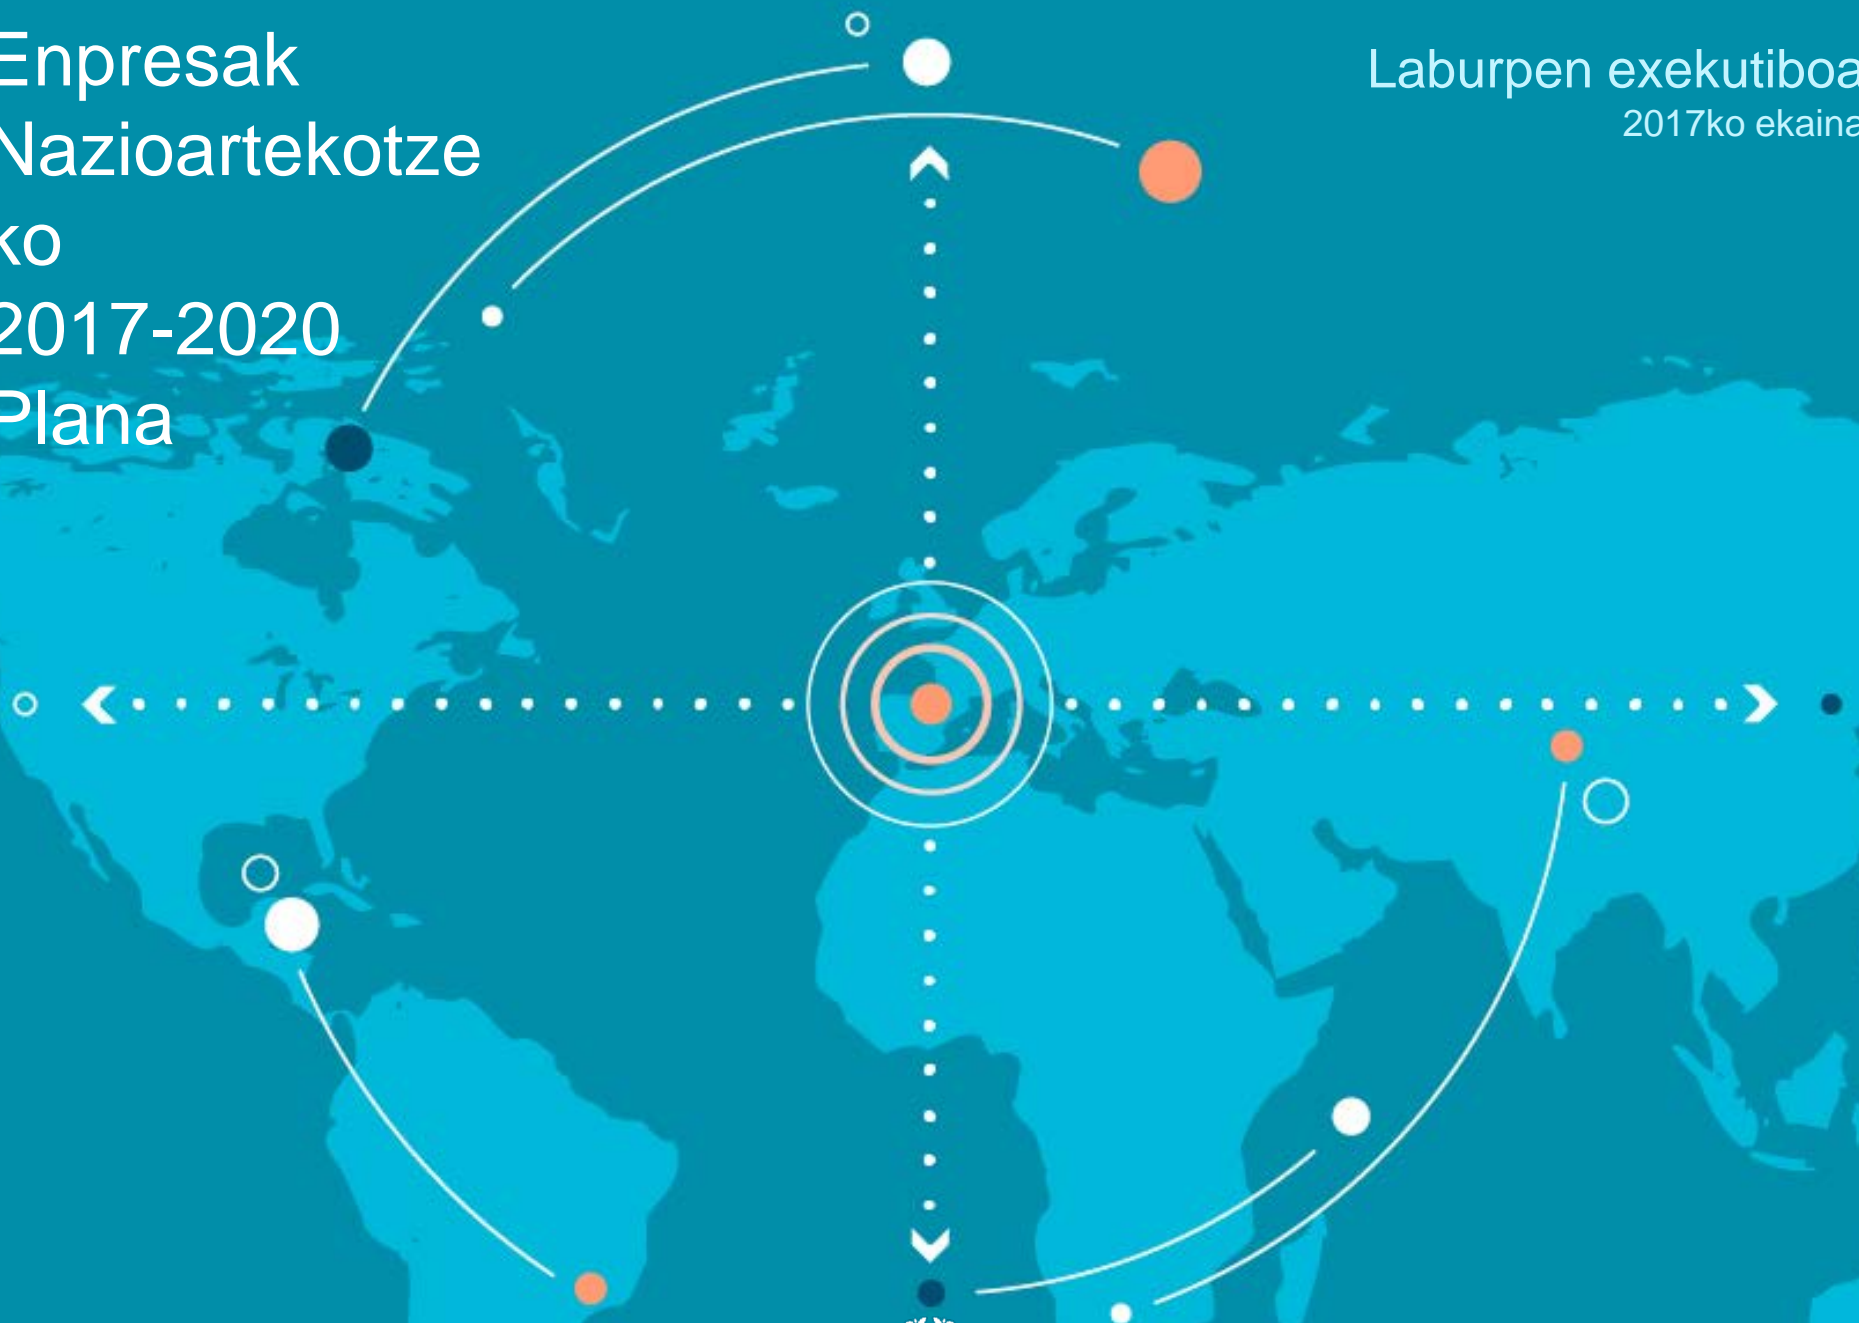 Enpresak
Nazioartekotze
ko
2017-2020
Plana
Laburpen exekutiboa
2017ko ekaina